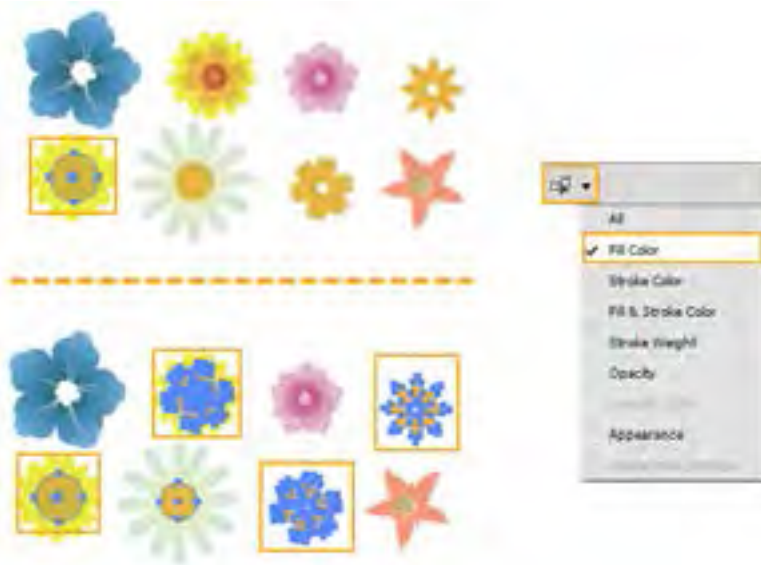 All
Fill Color
Stroke Color
Fill & Stroke Color
Stroke Weight
Opacity
Appearance